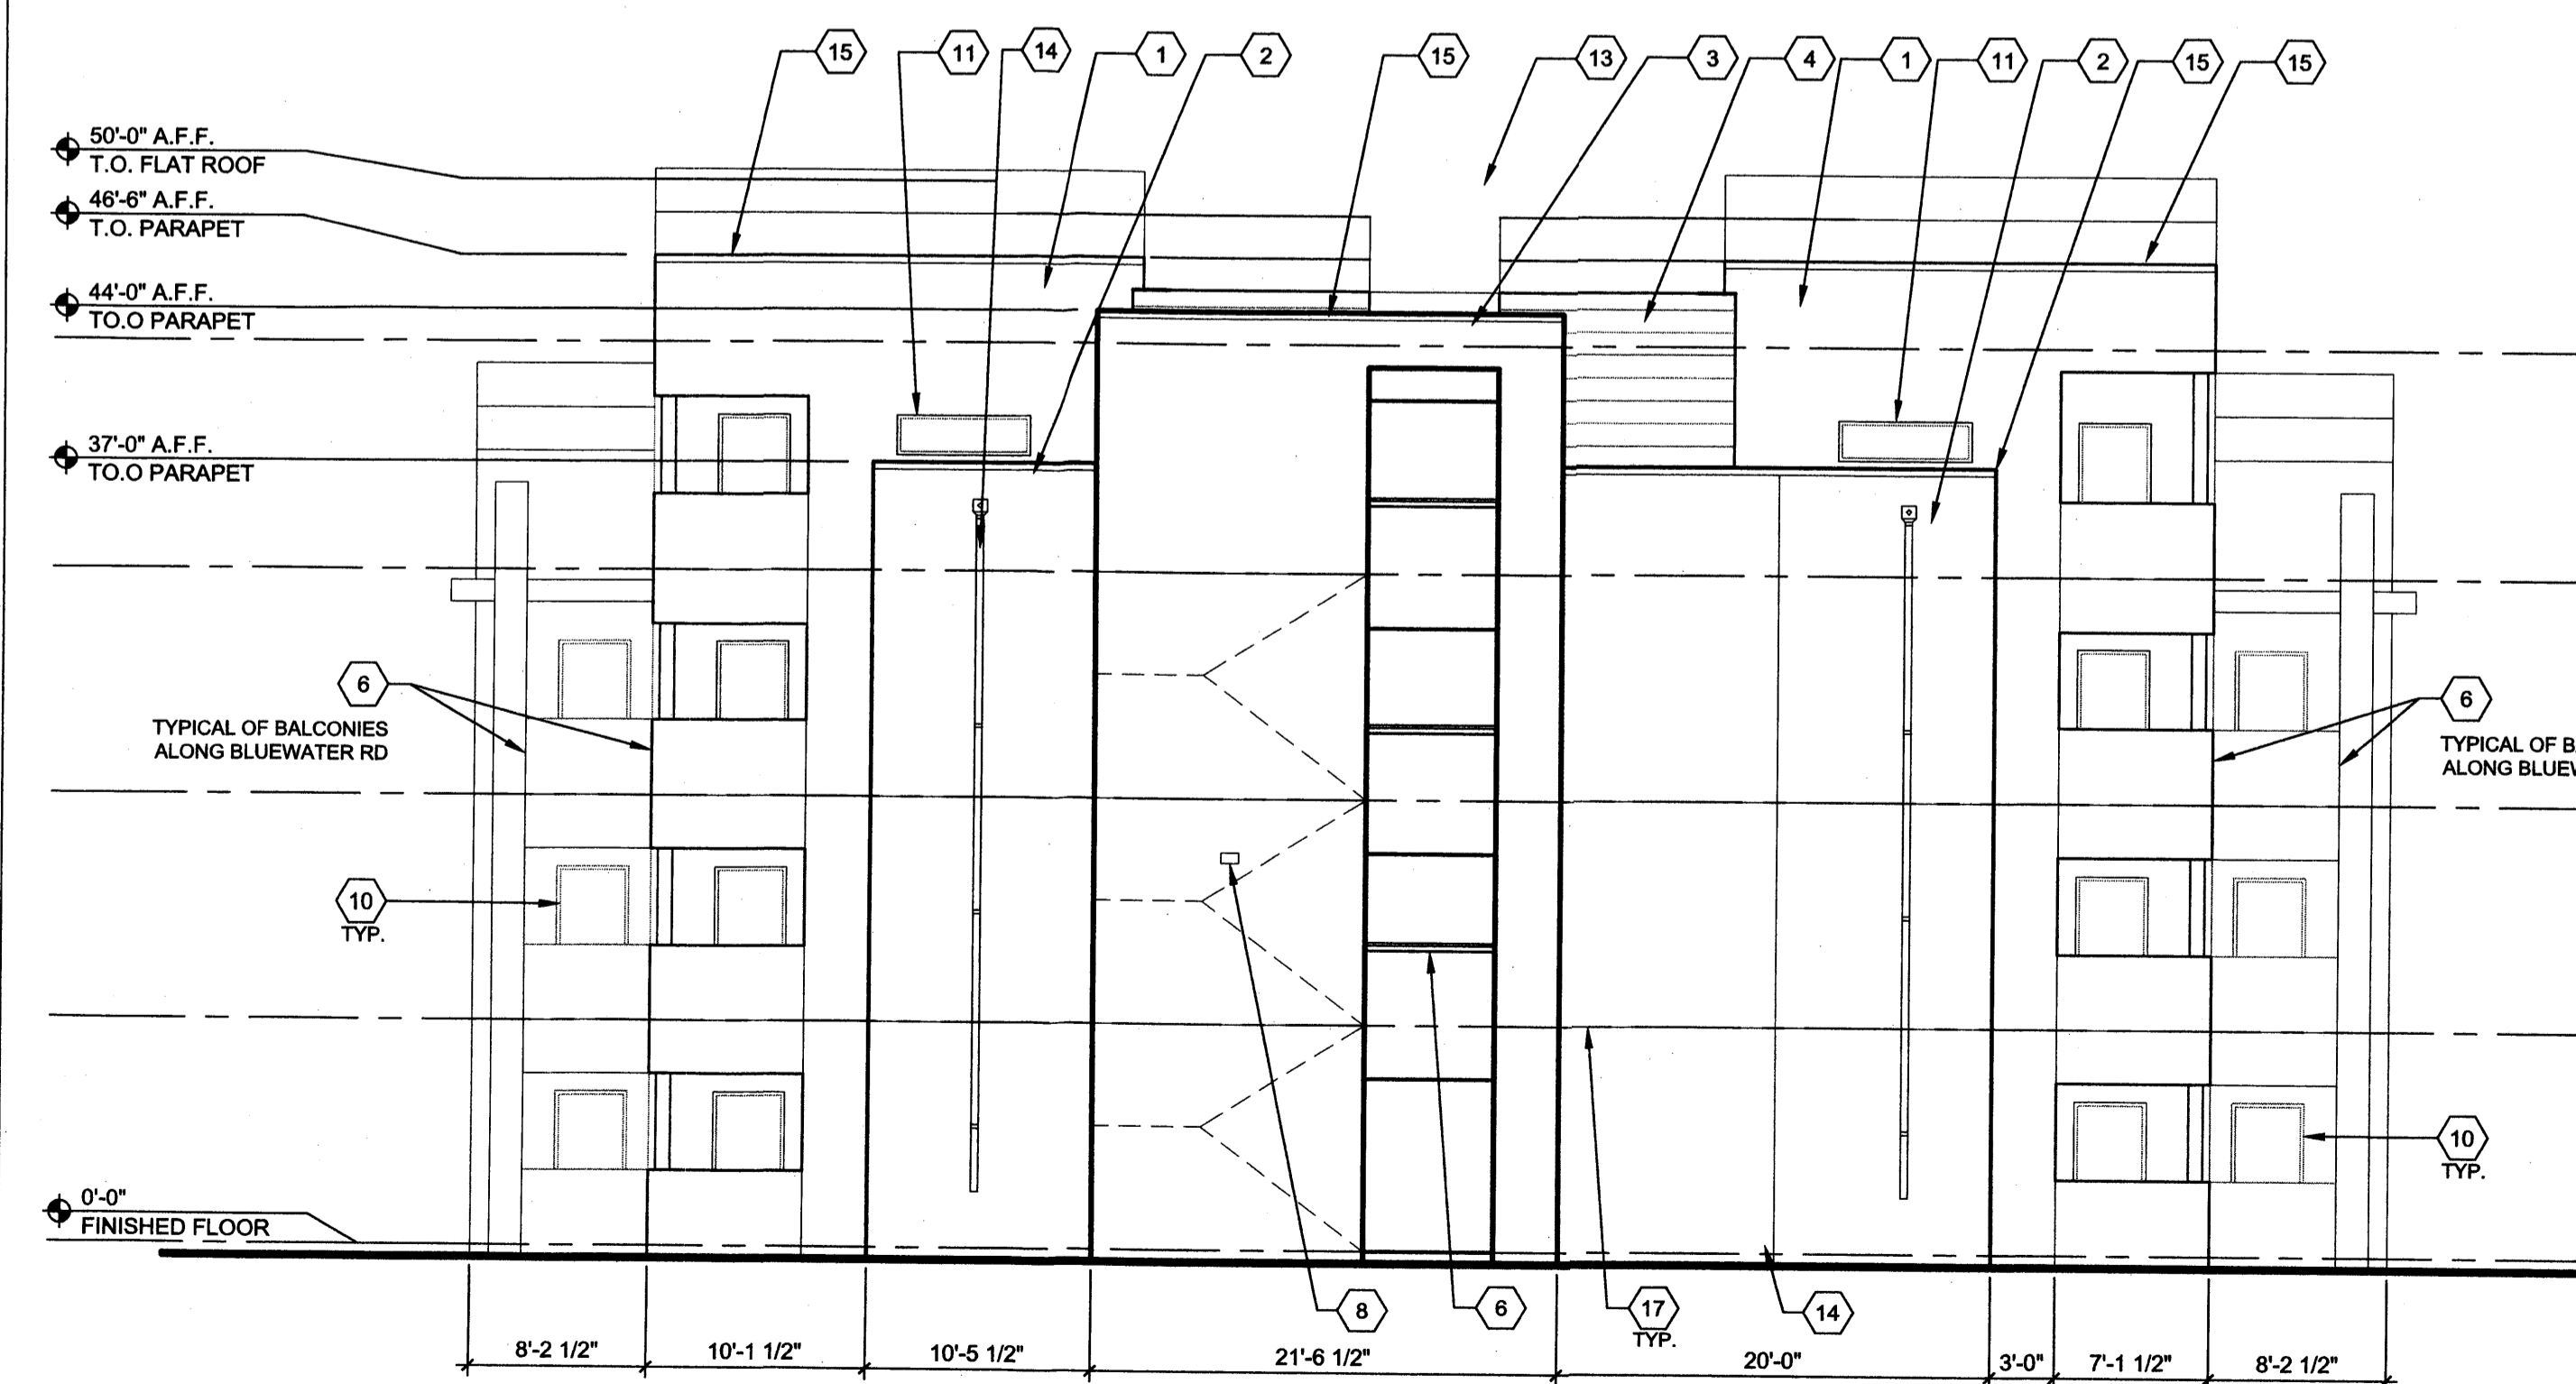 15 11 14 1 2 15 13 3 4 1 11 2 15 15
50'-0" A.F.F.
T.O. FLAT ROOF
46'-6" A.F.F.
T.O. PARAPET
44'-0" A.F.F.
TO.O PARAPET
37'-0" A.F.F.
TO.O PARAPET
6
TYPICAL OF BALCONIES
ALONG BLUEWATER RD
6
TYPICAL OF B
ALONG BLUEW
10
TYP.
10
TYP.
0'-0"
FINISHED FLOOR
8 6 17 14
TYP.
8'-2 1/2" 10'-1 1/2" 10'-5 1/2" 21'-6 1/2" 20'-0" 3'-0" 7'-1 1/2" 8'-2 1/2"